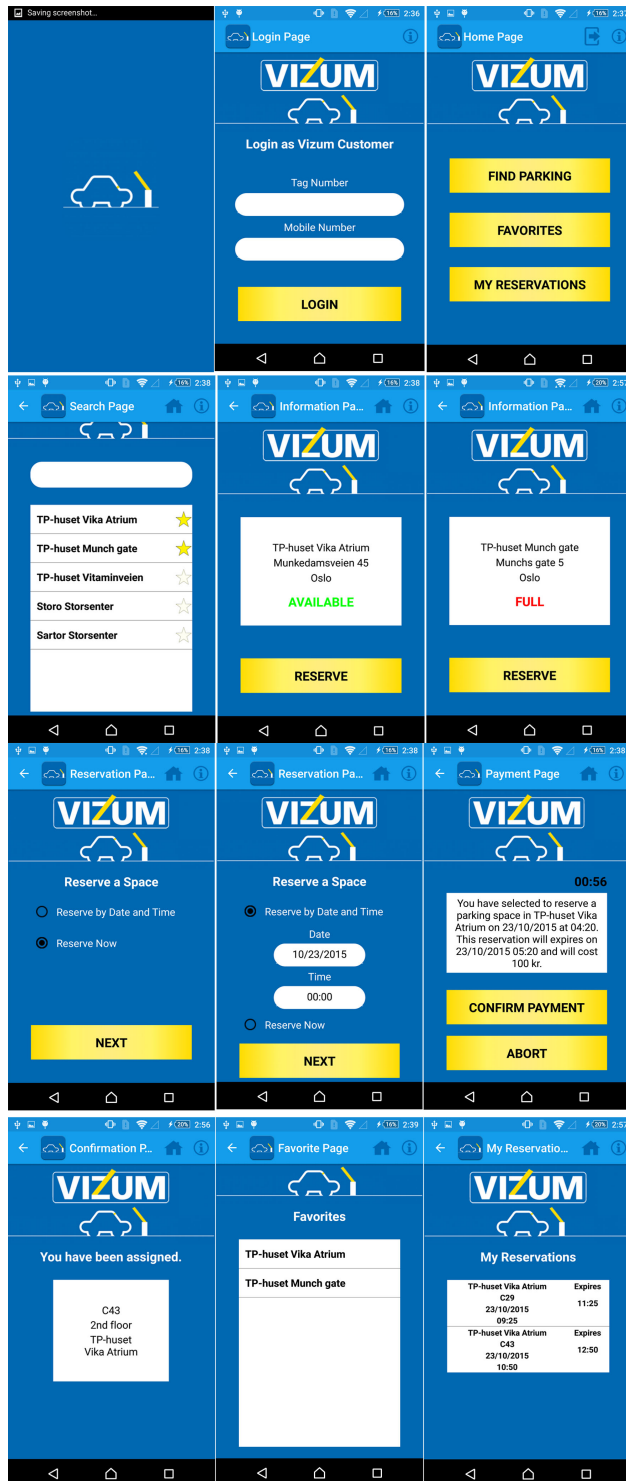 Saving screenshot...
16% 2:36
Login Page
VIZUM
Login as Vizum Customer
Tag Number
Mobile Number
LOGIN
16% 2:37
Home Page
VIZUM
FIND PARKING
FAVORITES
MY RESERVATIONS
16% 2:38
Search Page
TP-huset Vika Atrium
TP-huset Munch gate
TP-huset Vitaminveien
Storo Storsenter
Sartor Storsenter
16% 2:38
Information Pa...
VIZUM
TP-huset Vika Atrium
Munkedamsveien 45
Oslo
AVAILABLE
RESERVE
20% 2:57
Information Pa...
VIZUM
TP-huset Munch gate
Munchs gate 5
Oslo
FULL
RESERVE
16% 2:38
Reservation Pa...
VIZUM
Reserve a Space
Reserve by Date and Time
Reserve Now
NEXT
16% 2:38
Reservation Pa...
VIZUM
Reserve a Space
Reserve by Date and Time
Date
10/23/2015
Time
00:00
Reserve Now
NEXT
16% 2:38
Payment Page
VIZUM
00:56
You have selected to reserve a
parking space in TP-huset Vika
Atrium on 23/10/2015 at 04:20.
This reservation will expires on
23/10/2015 05:20 and will cost
100 kr.
CONFIRM PAYMENT
ABORT
20% 2:56
Confirmation P...
VIZUM
You have been assigned.
C43
2nd floor
TP-huset
Vika Atrium
16% 2:39
Favorite Page
Favorites
TP-huset Vika Atrium
TP-huset Munch gate
20% 2:57
My Reservatio...
VIZUM
My Reservations
TP-huset Vika Atrium Expires
C29 11:25
23/10/2015
09:25
TP-huset Vika Atrium Expires
C43 12:50
23/10/2015
10:50